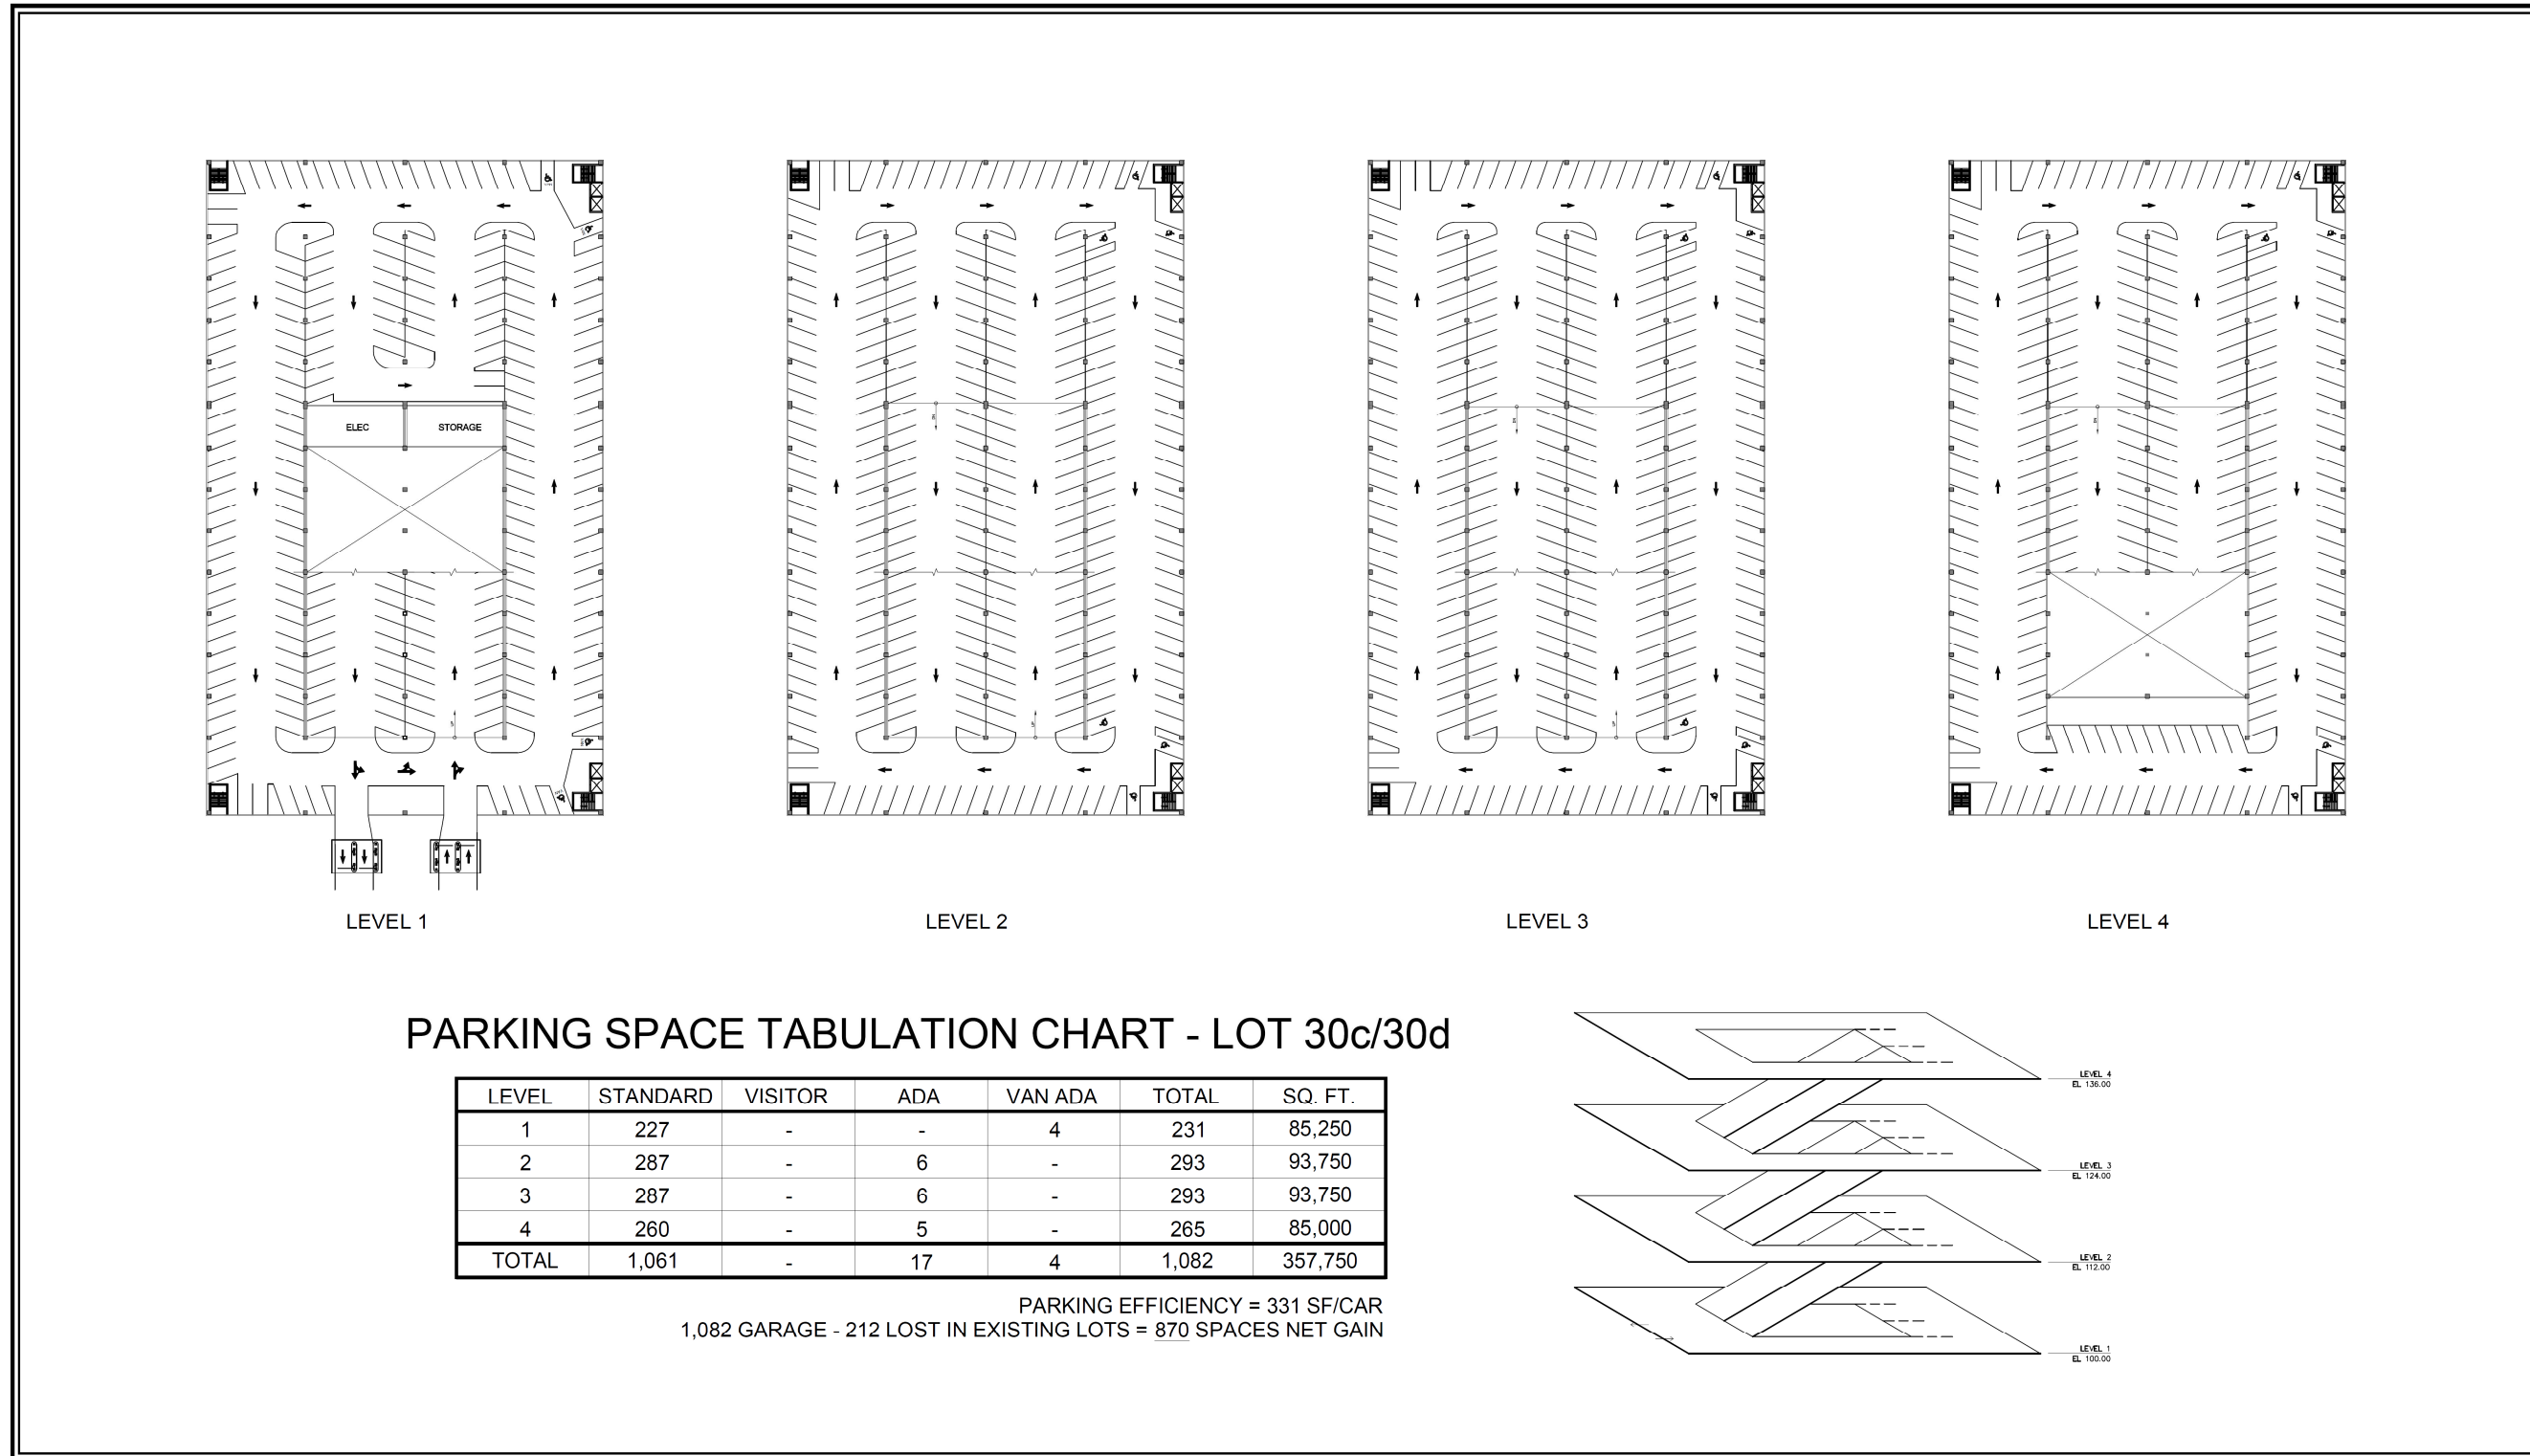 ELEC
STORAGE
LEVEL 1
LEVEL 2
LEVEL 3
LEVEL 4
PARKING SPACE TABULATION CHART - LOT 30c/30d
LEVEL STANDARD VISITOR ADA VAN ADA TOTAL SQ. FT.
1 227 - - 4 231 85,250
2 287 - 6 - 293 93,750
3 287 - 6 - 293 93,750
4 260 - 5 - 265 85,000
TOTAL 1,061 - 17 4 1,082 357,750
PARKING EFFICIENCY = 331 SF/CAR
1,082 GARAGE - 212 LOST IN EXISTING LOTS = 870 SPACES NET GAIN
LEVEL 4
EL 136.00
LEVEL 3
EL 124.00
LEVEL 2
EL 112.00
LEVEL 1
EL 100.00